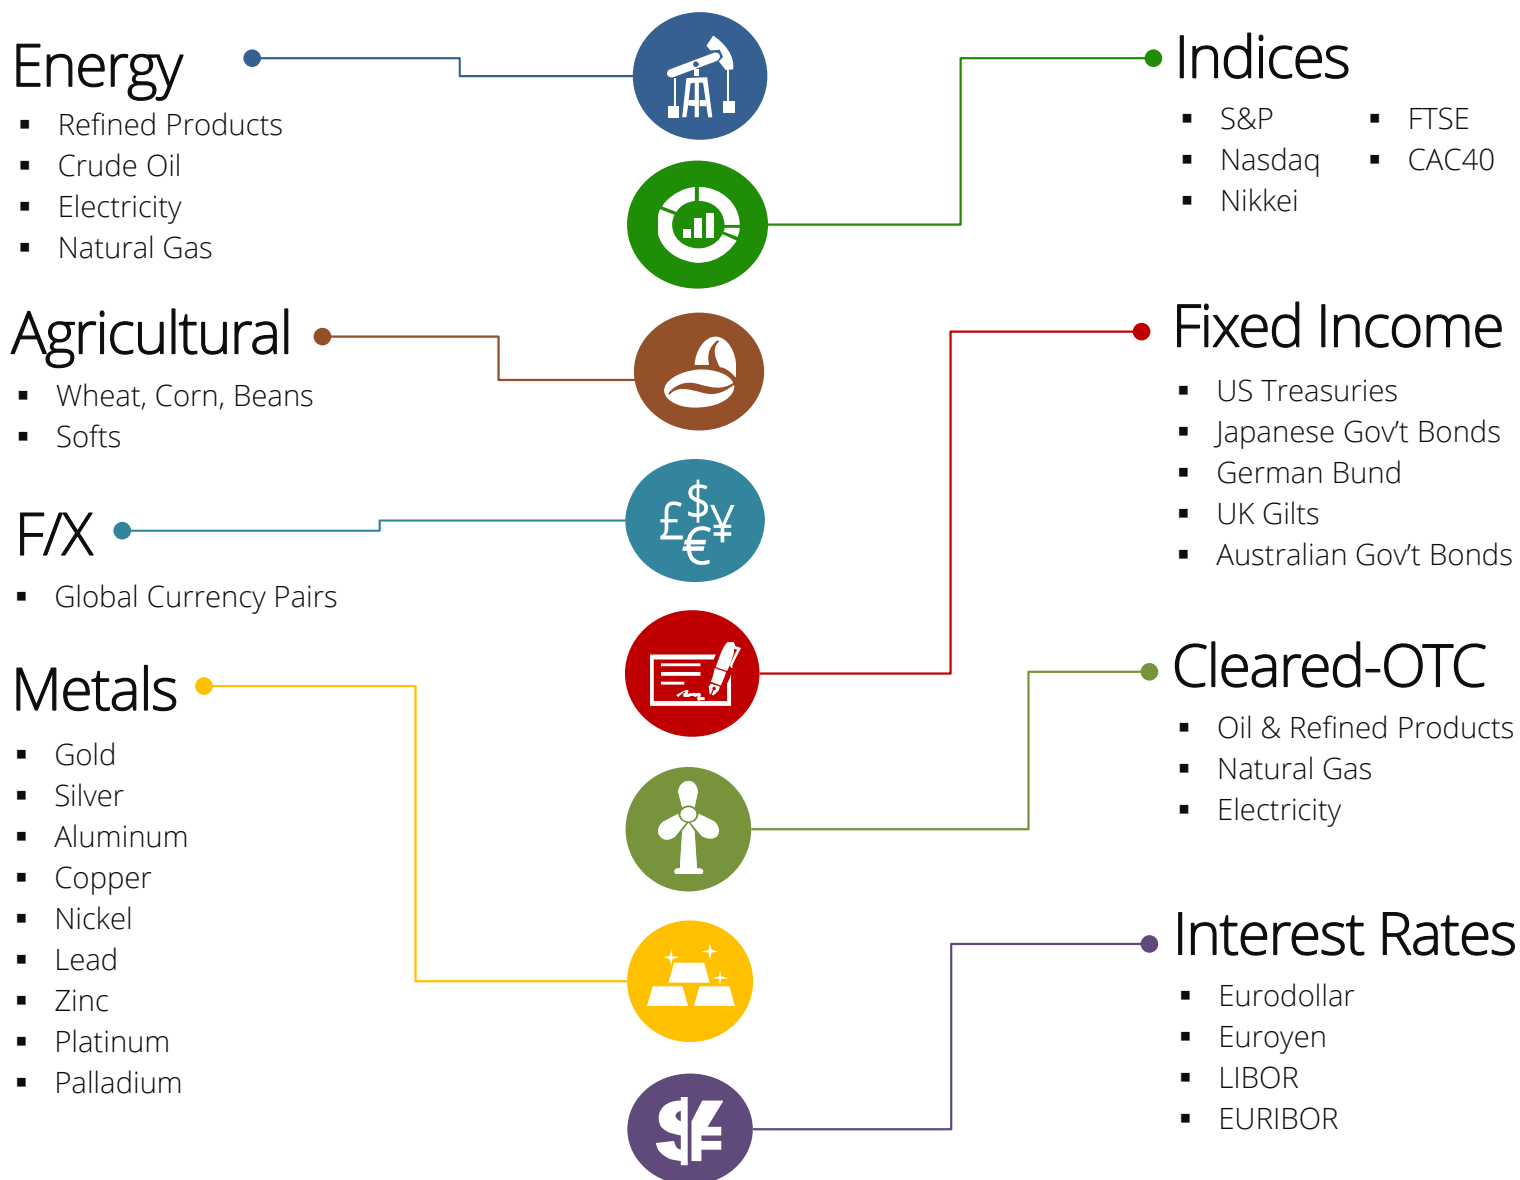 Energy
Refined Products
Crude Oil
Electricity
Natural Gas
Agricultural
Wheat, Corn, Beans
Softs
F/X
Global Currency Pairs
Metals
Gold
Silver
Aluminum
Copper
Nickel
Lead
Zinc
Platinum
Palladium
$
£ ¥
€
Indices
S&P
Nasdaq
Nikkei
FTSE
CAC40
Fixed Income
US Treasuries
Japanese Gov’t Bonds
German Bund
UK Gilts
Australian Gov’t Bonds
Cleared-OTC
Oil & Refined Products
Natural Gas
Electricity
Interest Rates
Eurodollar
Euroyen
LIBOR
EURIBOR